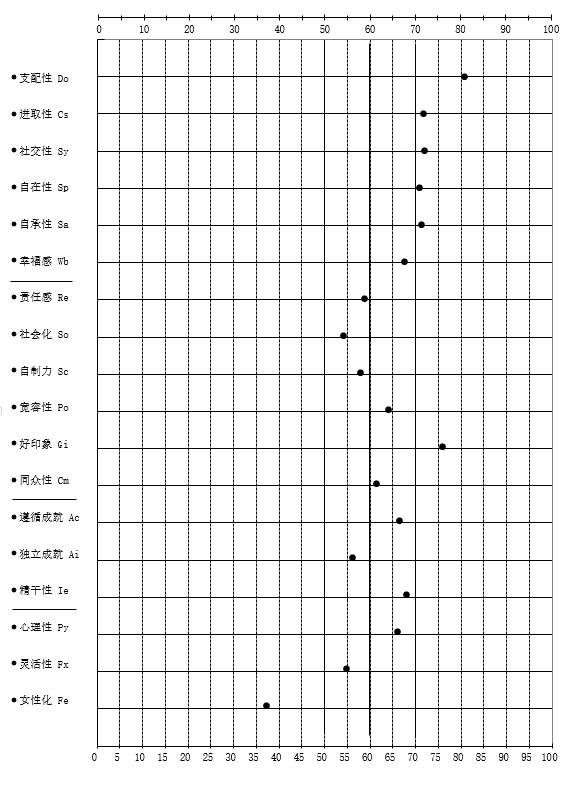 0 10 20 30 40 50 60 70 80 90 100
● 支配性 Do
● 进取性 Cs
● 社交性 Sy
● 自在性 Sp
● 自承性 Sa
● 幸福感 Wb
● 责任感 Re
● 社会化 So
● 自制力 Sc
● 宽容性 Po
● 好印象 Gi
● 同众性 Cm
● 遵循成就 Ac
● 独立成就 Ai
● 精干性 Ie
● 心理性 Py
● 灵活性 Fx
● 女性化 Fe
0 5 10 15 20 25 30 35 40 45 50 55 60 65 70 75 80 85 90 95 100